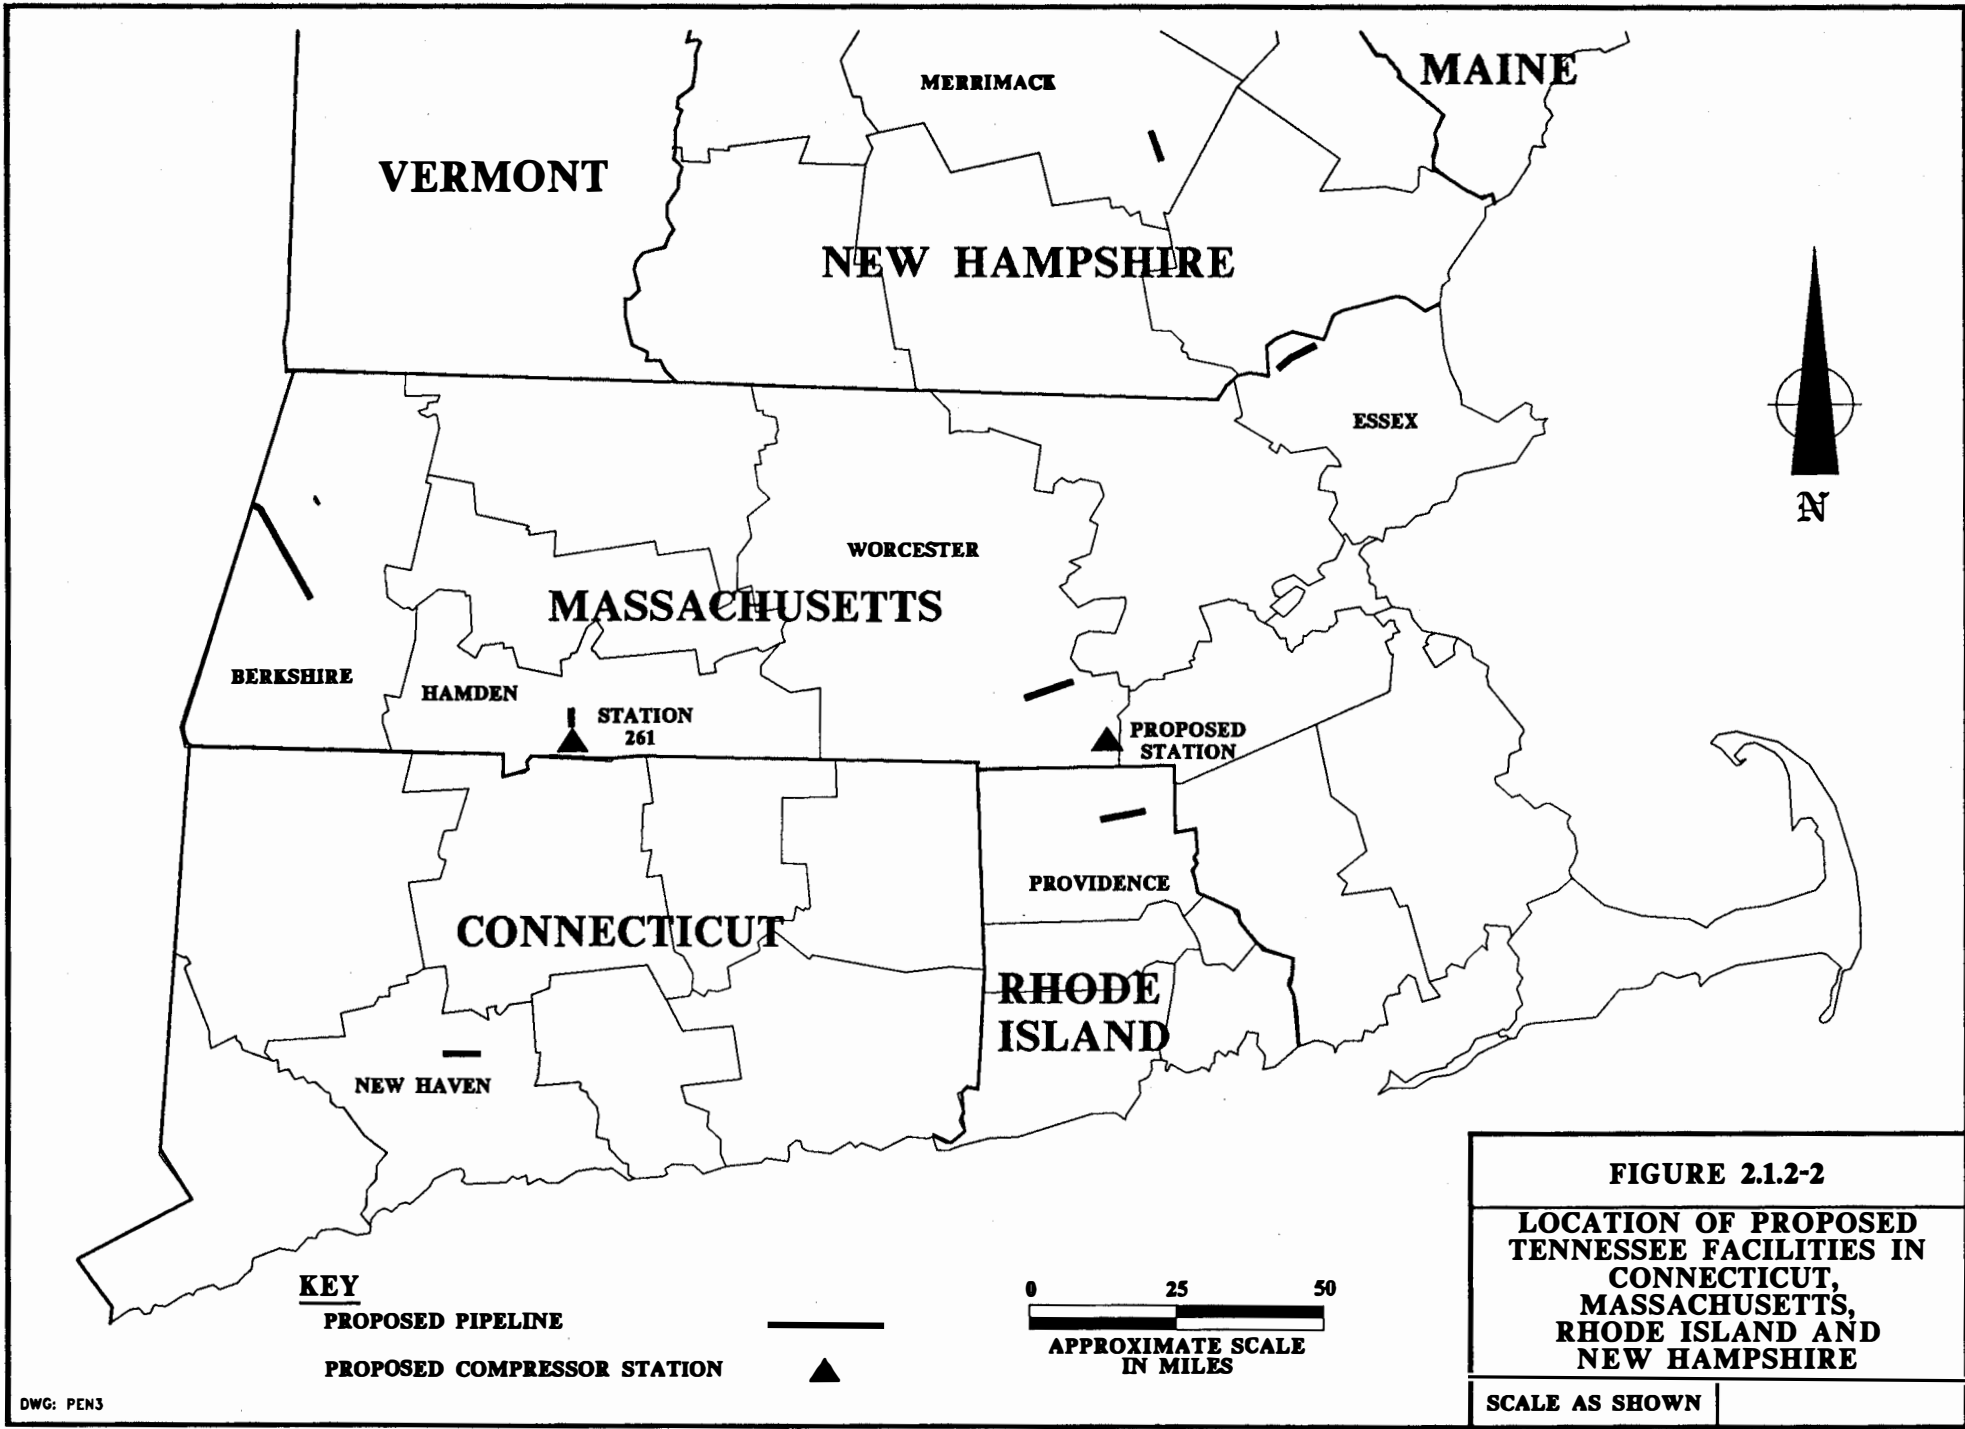 MAINE
MERRIMACK
VERMONT
NEW HAMPSHIRE
ESSEX
N
WORCESTER
MASSACHUSETTS
BERKSHIRE
HAMDEN
STATION
261
PROPOSED
STATION
PROVIDENCE
CONNECTICUT
RHODE
ISLAND
NEW HAVEN
KEY
PROPOSED PIPELINE
PROPOSED COMPRESSOR STATION
0 25 50
APPROXIMATE SCALE
IN MILES
FIGURE 2.1.2-2
LOCATION OF PROPOSED
TENNESSEE FACILITIES IN
CONNECTICUT,
MASSACHUSETTS,
RHODE ISLAND AND
NEW HAMPSHIRE
SCALE AS SHOWN
DWG: PEN3